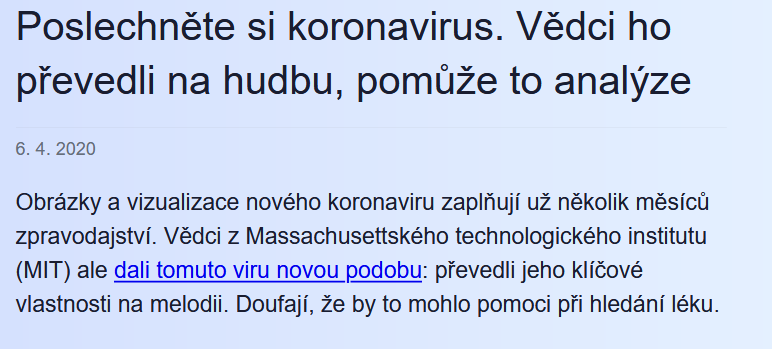 Poslechněte si koronavirus. Vědci ho
převedli na hudbu, pomůže to analýze
6. 4. 2020
Obrázky a vizualizace nového koronaviru zaplňují už několik měsíců
zpravodajství. Vědci z Massachusettského technologického institutu
(MIT) ale dali tomuto viru novou podobu: převedli jeho klíčové
vlastnosti na melodii. Doufají, že by to mohlo pomoci při hledání léku.